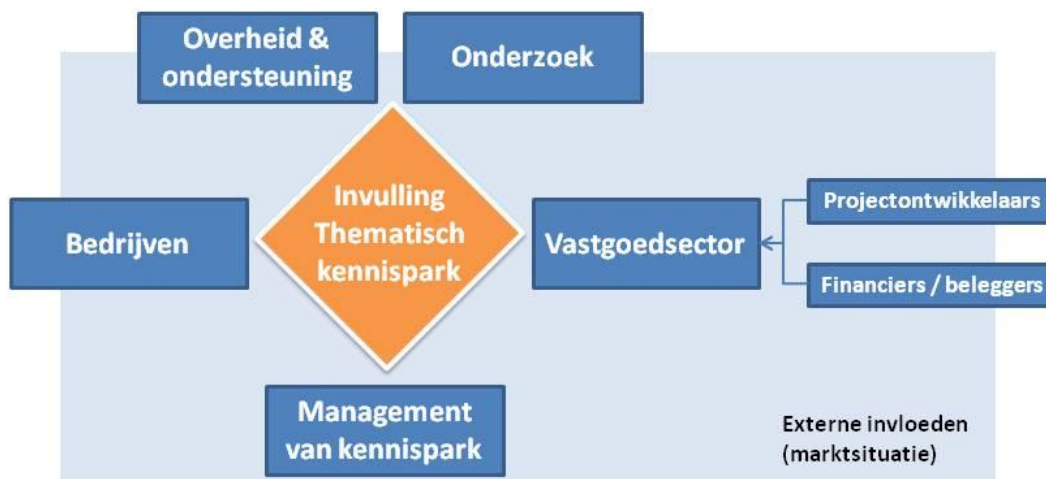 Overheid &
ondersteuning
Onderzoek
Invulling
Thematisch
kennispark
Bedrijven
Vastgoedsector
Projectontwikkelaars
Financiers / beleggers
Management
van kennispark
Externe invloeden
(marktsituatie)